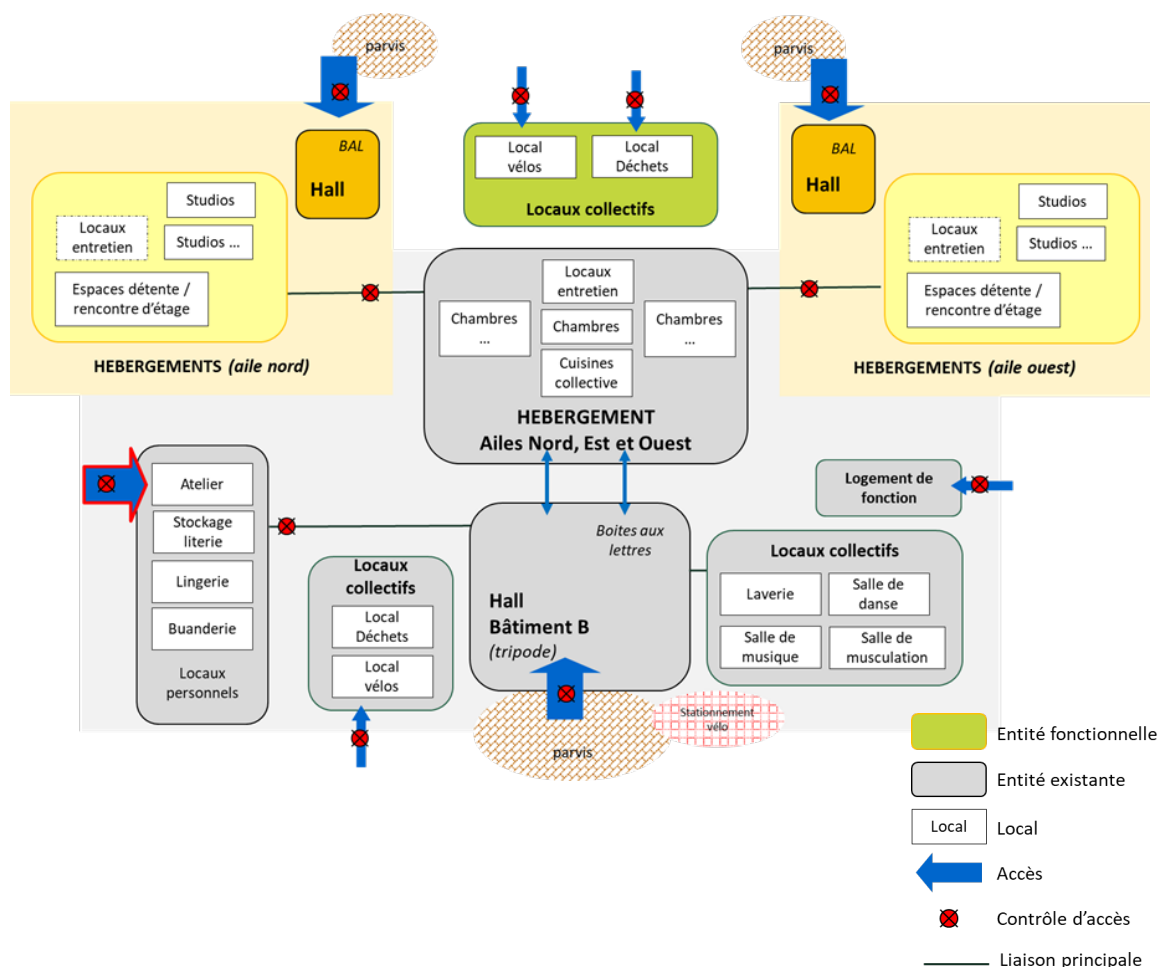 parvis
parvis
BAL
Hall
Local
vélos
Local
Déchets
Locaux collectifs
BAL
Hall
Studios
Locaux
entretien
Studios ...
Espaces détente /
rencontre d'étage
HEBERGEMENTS (aile nord)
Studios
Locaux
entretien
Studios ...
Espaces détente /
rencontre d'étage
HEBERGEMENTS (aile ouest)
Locaux
entretien
Chambres
...
Chambres
Chambres
...
Cuisines
collective
HEBERGEMENT
Ailes Nord, Est et Ouest
Atelier
Stockage
literie
Lingerie
Buanderie
Locaux
personnels
Locaux
collectifs
Local
Déchets
Local
vélos
Boites aux
lettres
Hall
Bâtiment B
(tripode)
parvis
Stationnement
vélo
Logement de
fonction
Locaux collectifs
Laverie
Salle de
danse
Salle de
musique
Salle de
musculation
Entité fonctionnelle
Entité existante
Local
Local
Accès
Contrôle d'accès
Liaison principale